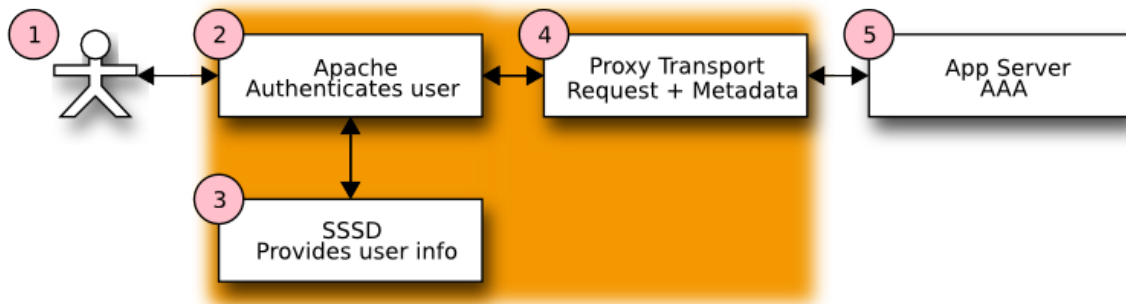 1
2
Apache
Authenticates user
3
SSSD
Provides user info
4
Proxy Transport
Request + Metadata
5
App Server
AAA